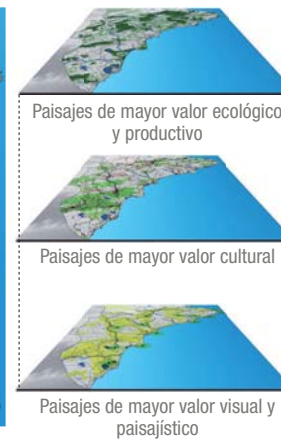 Paisajes de mayor valor ecológico
y productivo
Paisajes de mayor valor cultural
Paisajes de mayor valor visual y
paisajístico